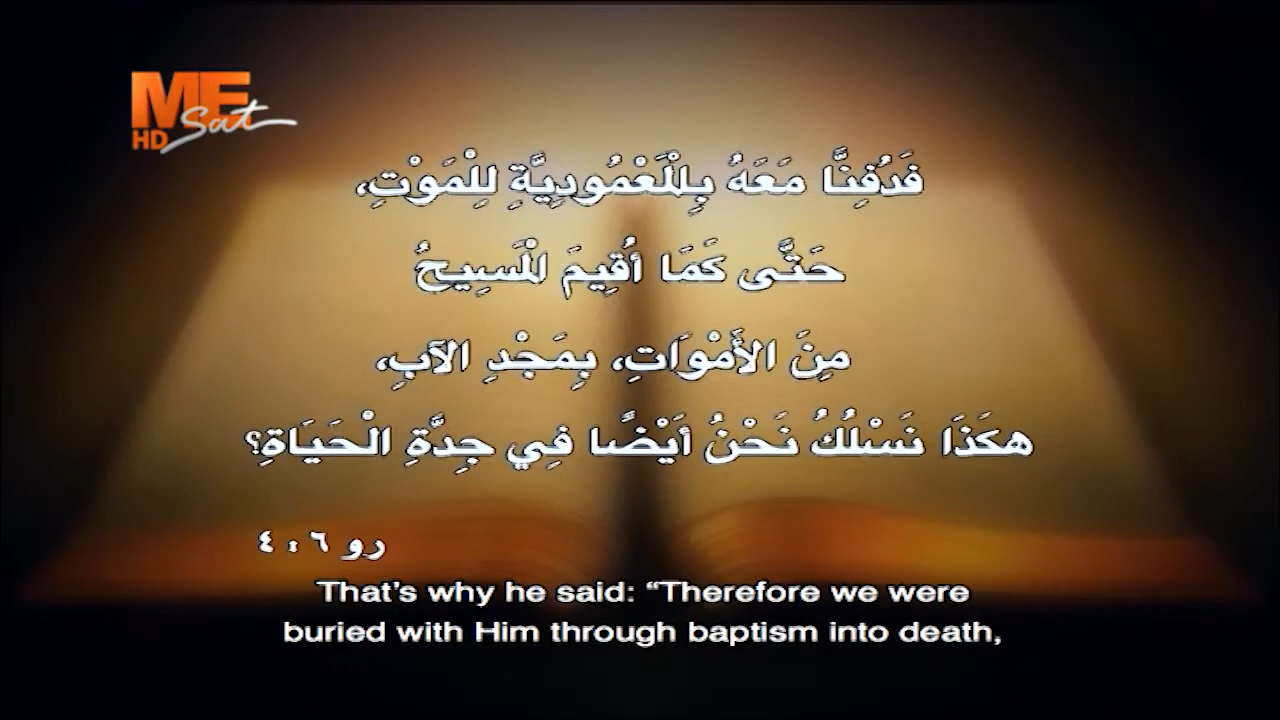 ME
HD Sat
فَدُفِنَّا مَعَهُ بِالْمَعْمُودِيَّةِ لِلْمَوْتِ،
حَتَّى كَمَا أُقِيمَ الْمَسِيحُ
مِنَ الأَمْوَاتِ، بِمَجْدِ الآبِ،
هكَذَا نَسْلُكُ نَحْنُ أَيْضًا فِي جِدَّةِ الْحَيَاةِ؟
رو ٦ : ٤
That’s why he said: “Therefore we were
buried with Him through baptism into death,